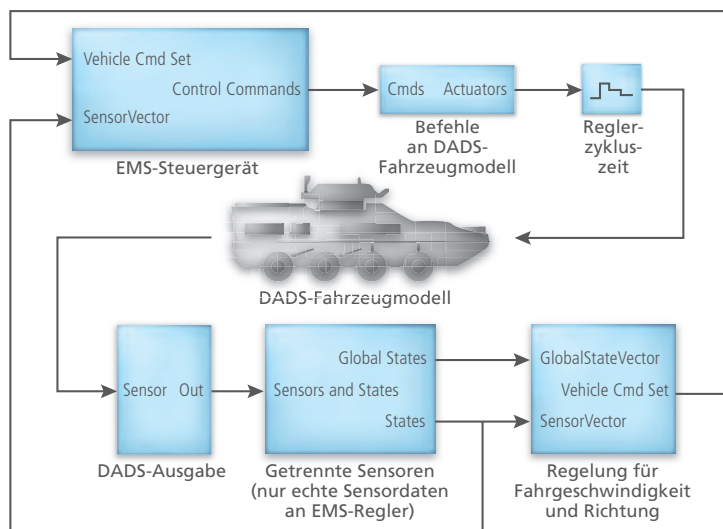 Vehicle Cmd Set
Control Commands
SensorVector
EMS-Steuergerät
Cmds Actuators
Befehle
an DADS-
Fahrzeugmodell
Regler-
zyklus-
zeit
DADS-Fahrzeugmodell
Sensor Out
DADS-Ausgabe
Global States
Sensors and States
States
Getrennte Sensoren
(nur echte Sensordaten
an EMS-Regler)
GlobalStateVector
Vehicle Cmd Set
SensorVector
Regelung für
Fahrgeschwindigkeit
und Richtung